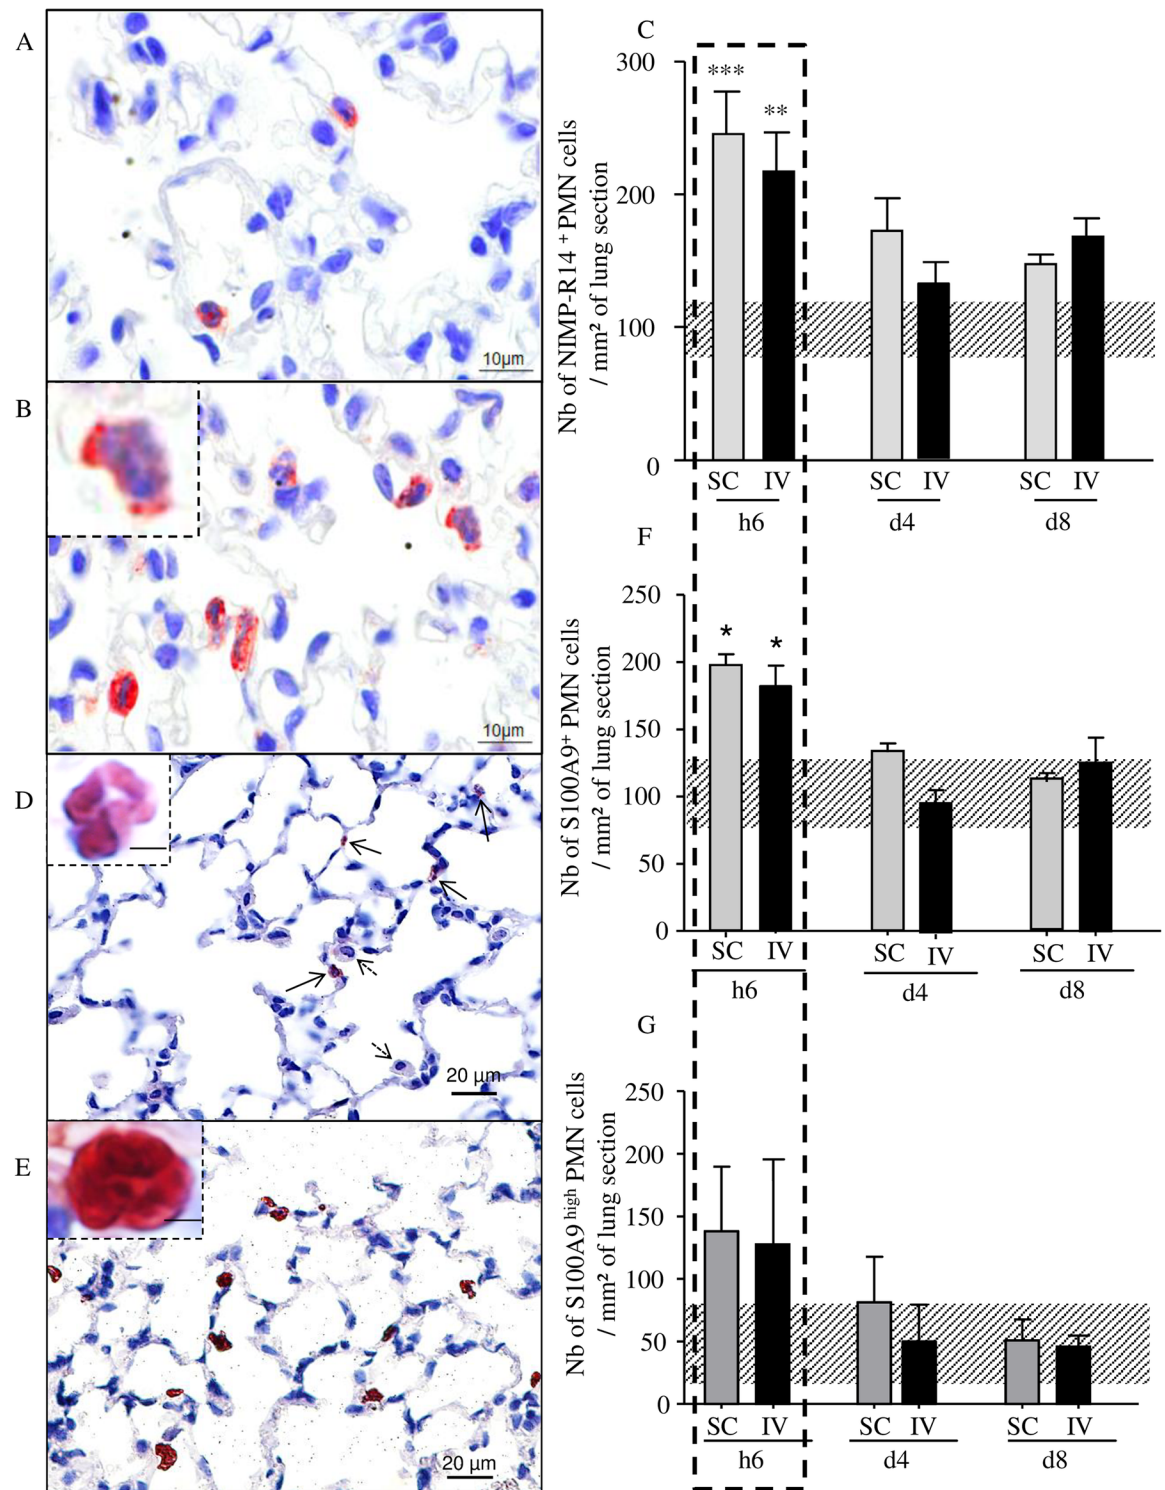 A
10µm
B
10µm
D
20 µm
E
20 µm
C
Nb of NIMP-R14 + PMN cells
/ mm² of lung section
300
200
100
0
***
**
SC IV SC IV SC IV
h6 d4 d8
F
Nb of S100A9+ PMN cells
/ mm² of lung section
250
200
150
100
50
0
*
*
SC IV SC IV SC IV
h6 d4 d8
G
Nb of S100A9 high PMN cells
/ mm² of lung section
250
200
150
100
50
0
SC IV SC IV SC IV
h6 d4 d8